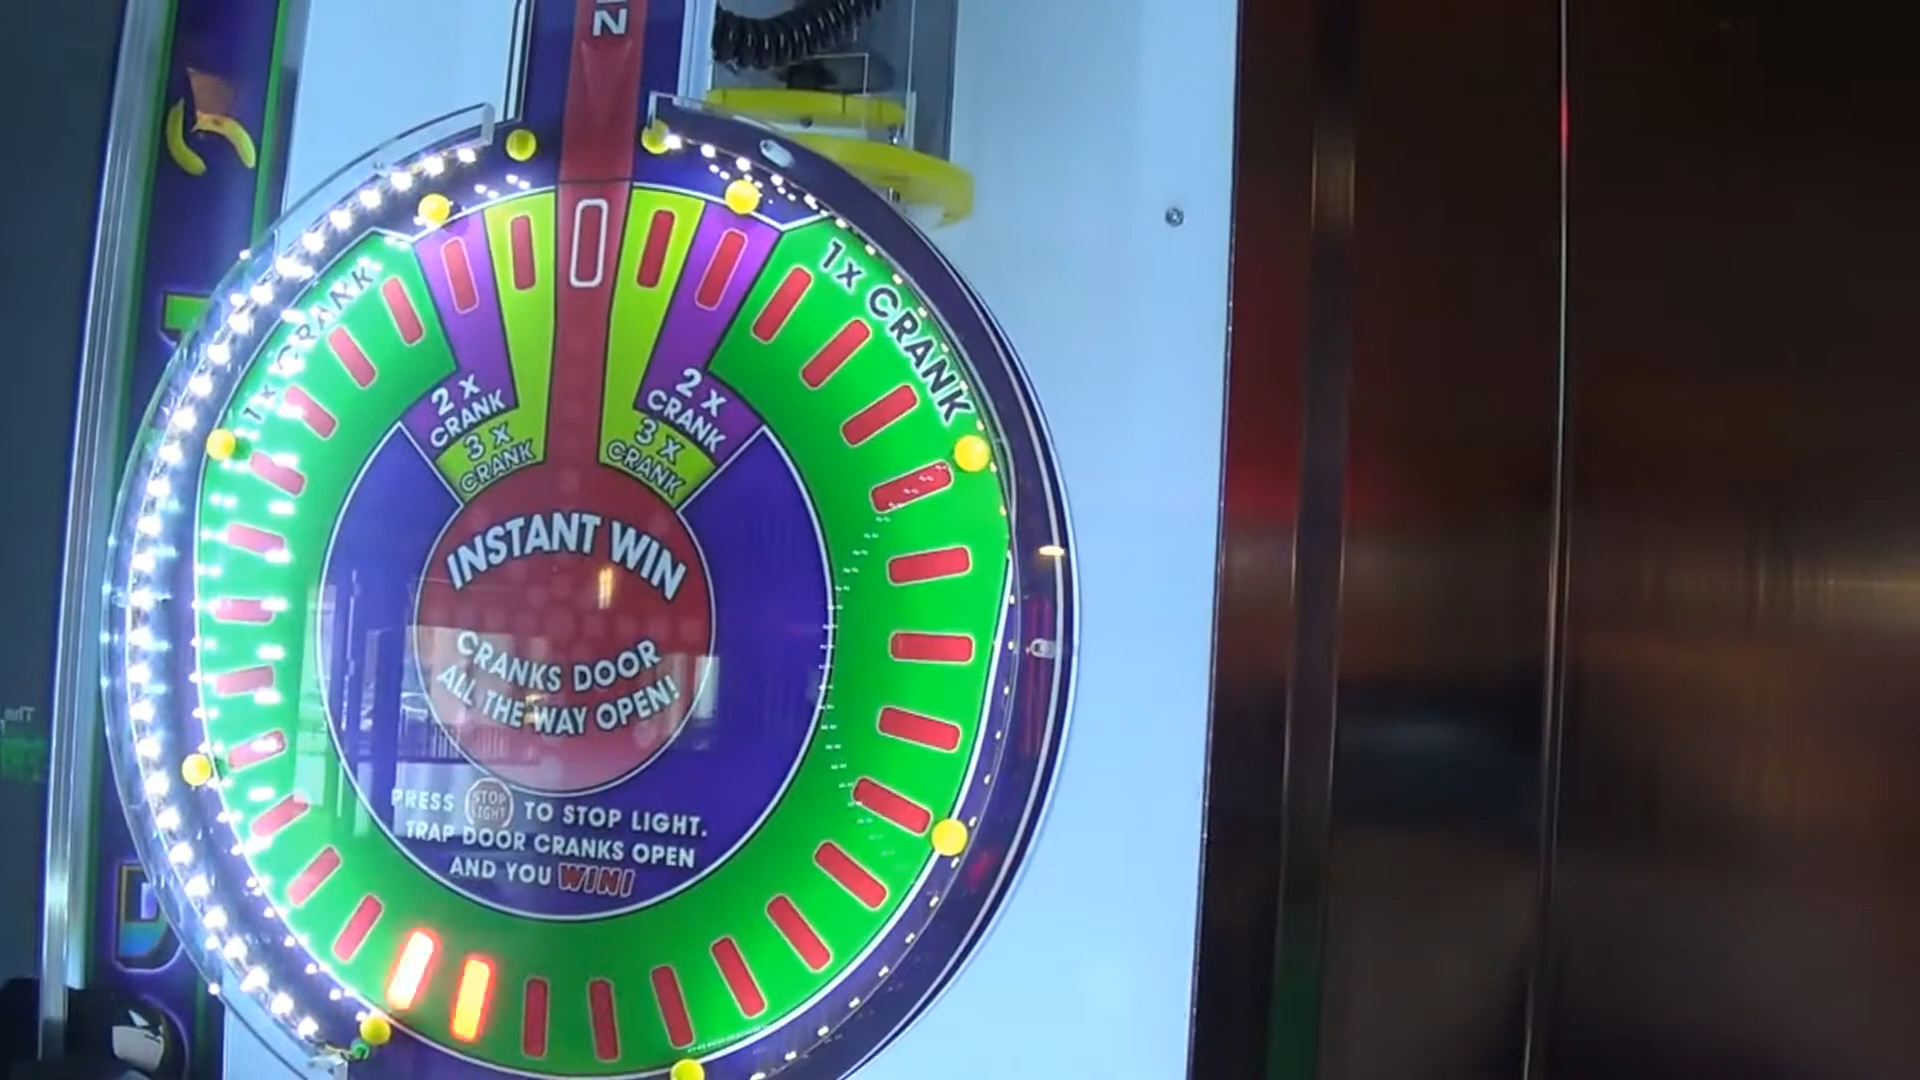 1x CRANK
1x CRANK
2 x
CRANK
3 x
CRANK
2 x
CRANK
3 x
CRANK
INSTANT WIN
CRANKS DOOR
ALL THE WAY OPEN!
PRESS STOP LIGHT TO STOP LIGHT.
TRAP DOOR CRANKS OPEN
AND YOU WIN!